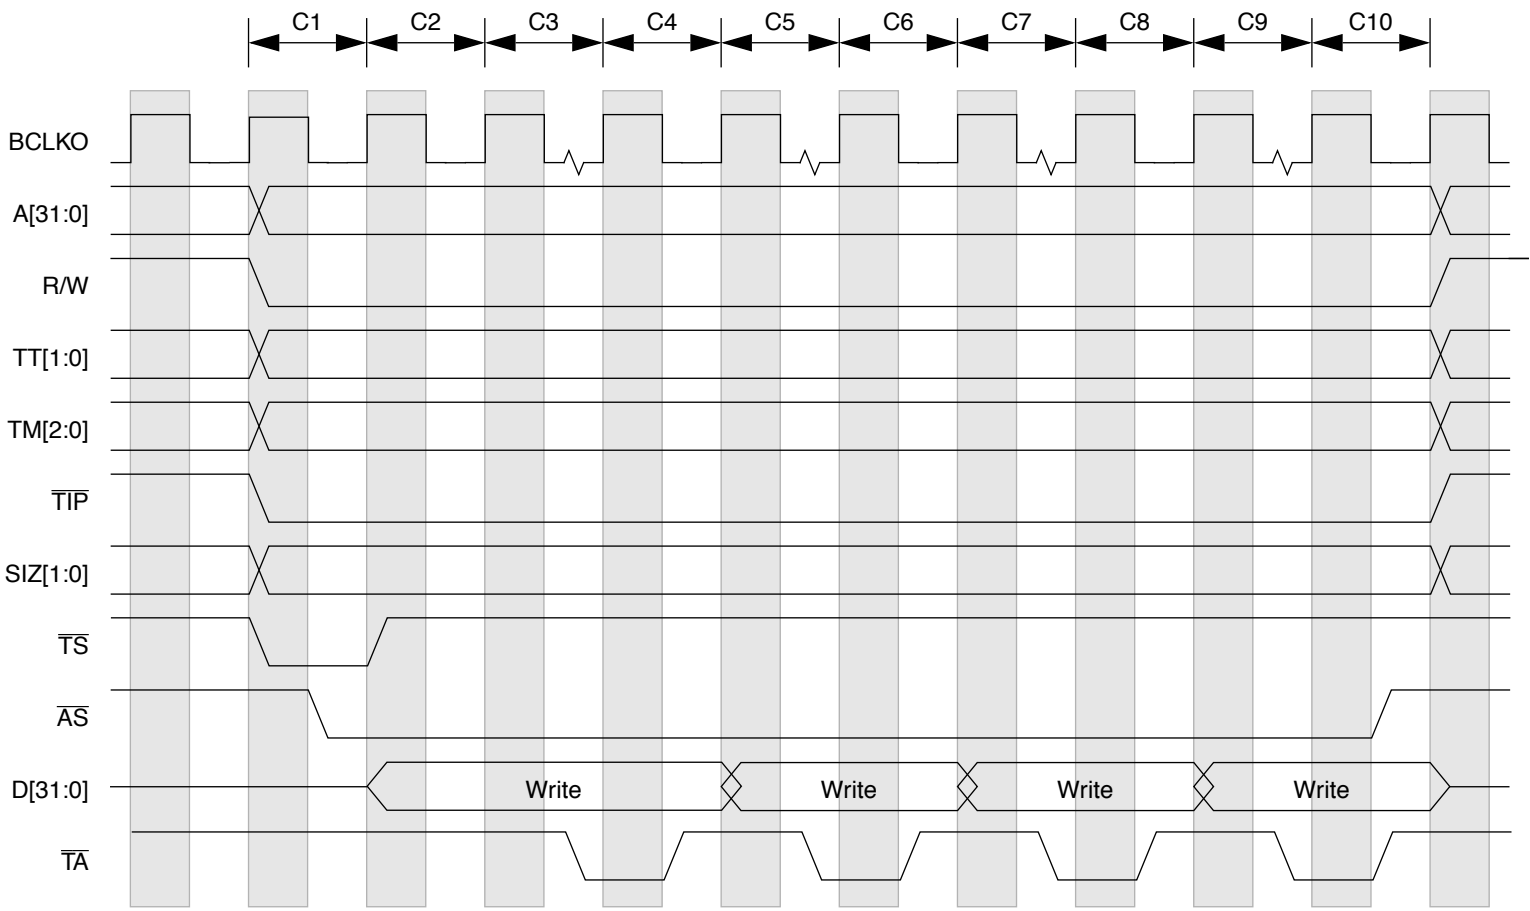 C1 C2 C3 C4 C5 C6 C7 C8 C9 C10
BCLKO
A[31:0]
R/W
TT[1:0]
TM[2:0]
TIP
SIZ[1:0]
TS
AS
D[31:0] Write Write Write Write
TA